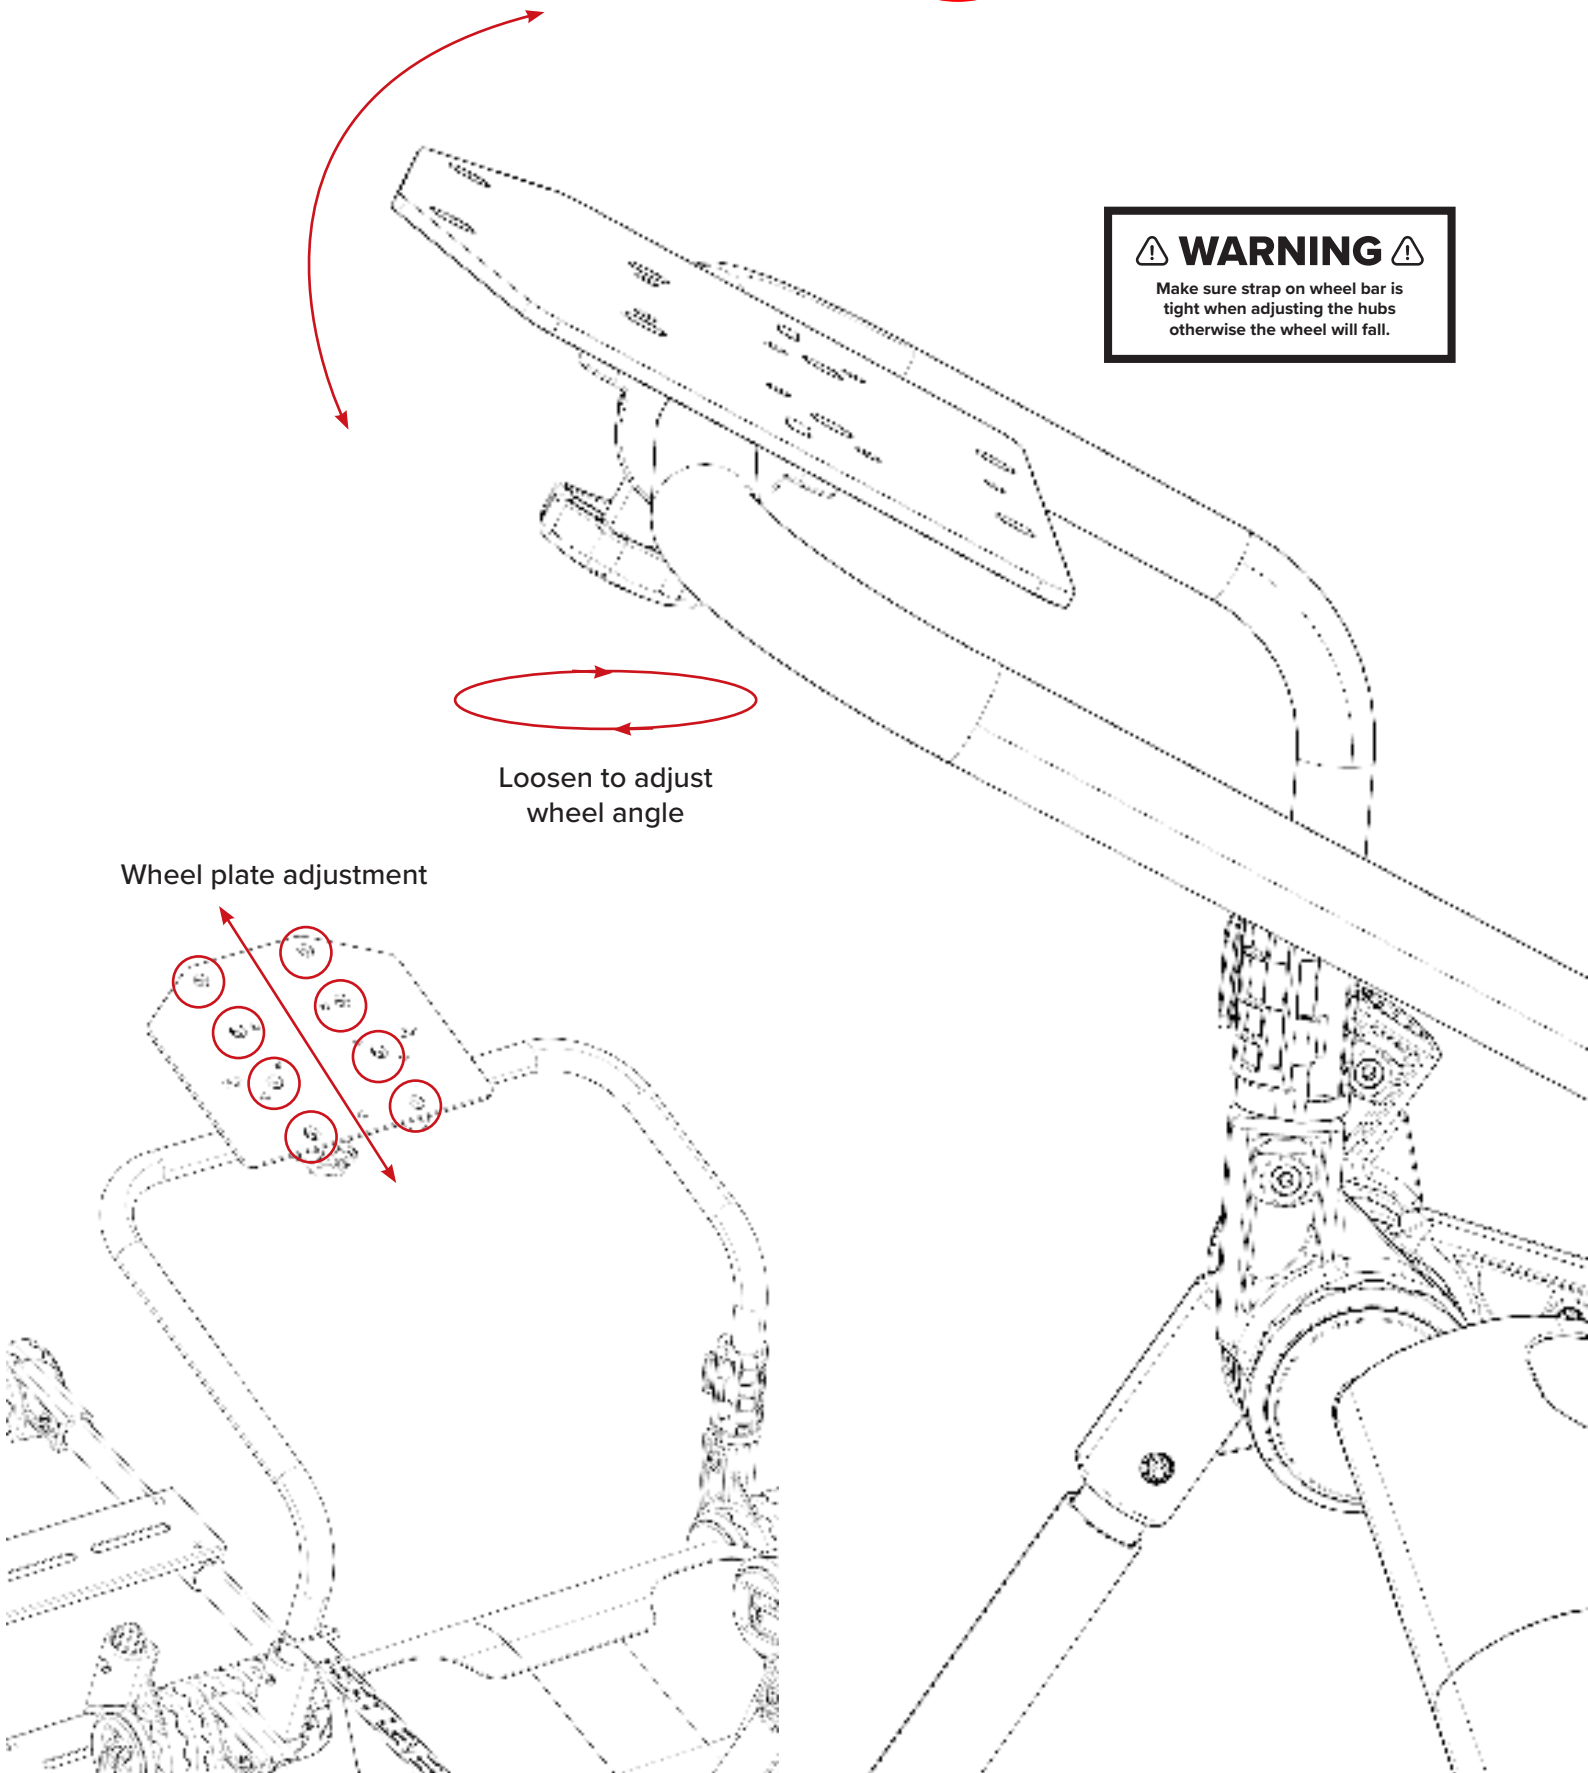 WARNING
Make sure strap on wheel bar is
tight when adjusting the hubs
otherwise the wheel will fall.
Loosen to adjust
wheel angle
Wheel plate adjustment